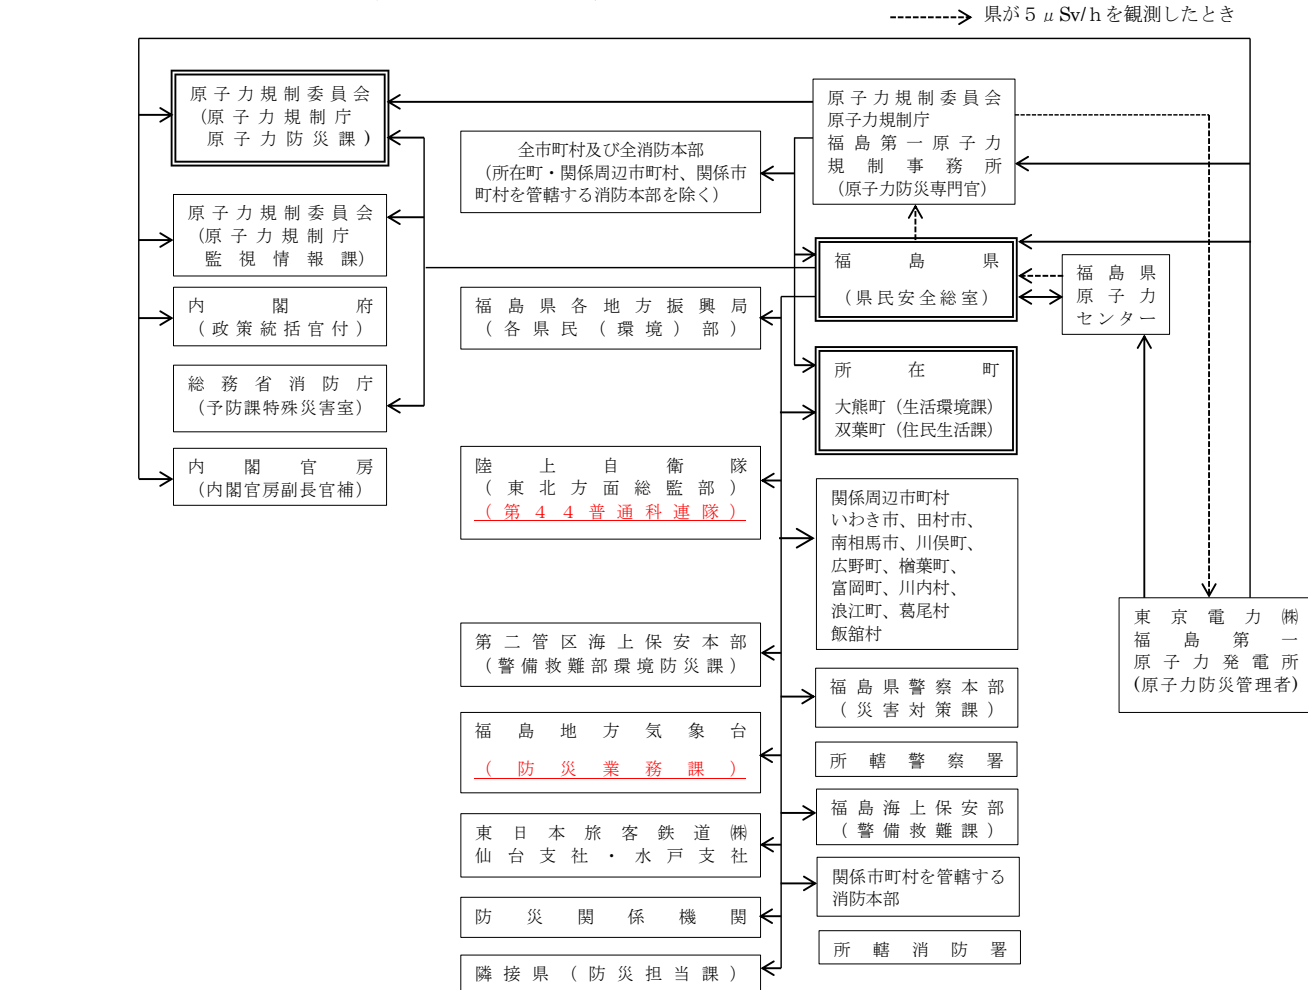 県が５μSv/hを観測したとき
原子力規制委員会
(原子力規制庁
原子力防災課)
原子力規制委員会
(原子力規制庁
監視情報課)
内閣府
(政策統括官付)
総務省消防庁
(予防課特殊災害室)
内閣官房
(内閣官房副長官補)
全市町村及び全消防本部
(所在町・関係周辺市町村、関係市
町村を管轄する消防本部を除く)
福島県各地方振興局
(各県民(環境)部)
陸上自衛隊
(東北方面総監部)
(第４４普通科連隊)
第二管区海上保安本部
(警備救難部環境防災課)
福島地方気象台
(防災業務課)
東日本旅客鉄道㈱
仙台支社・水戸支社
防災関係機関
隣接県(防災担当課)
原子力規制委員会
原子力規制庁
福島第一原子力
規制事務所
(原子力防災専門官)
福島県
(県民安全総室)
所在町
大熊町(生活環境課)
双葉町(住民生活課)
関係周辺市町村
いわき市、田村市、
南相馬市、川俣町、
広野町、楢葉町、
富岡町、川内村、
浪江町、葛尾村
飯舘村
福島県警察本部
(災害対策課)
所轄警察署
福島海上保安部
(警備救難課)
関係市町村を管轄する
消防本部
所轄消防署
福島県
原子力
センター
東京電力㈱
福島第一
原子力発電所
(原子力防災管理者)